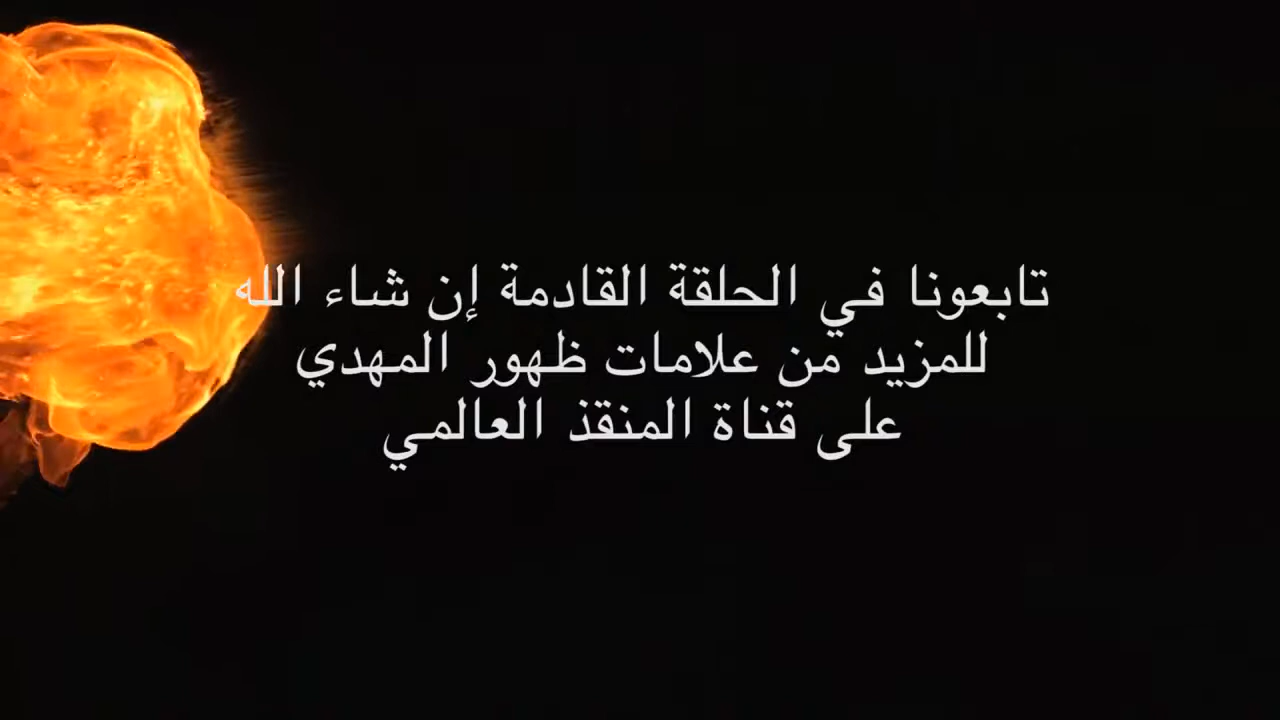 تابعونا في الحلقة القادمة إن شاء الله
للمزيد من علامات ظهور المهدي
على قناة المنقذ العالمي